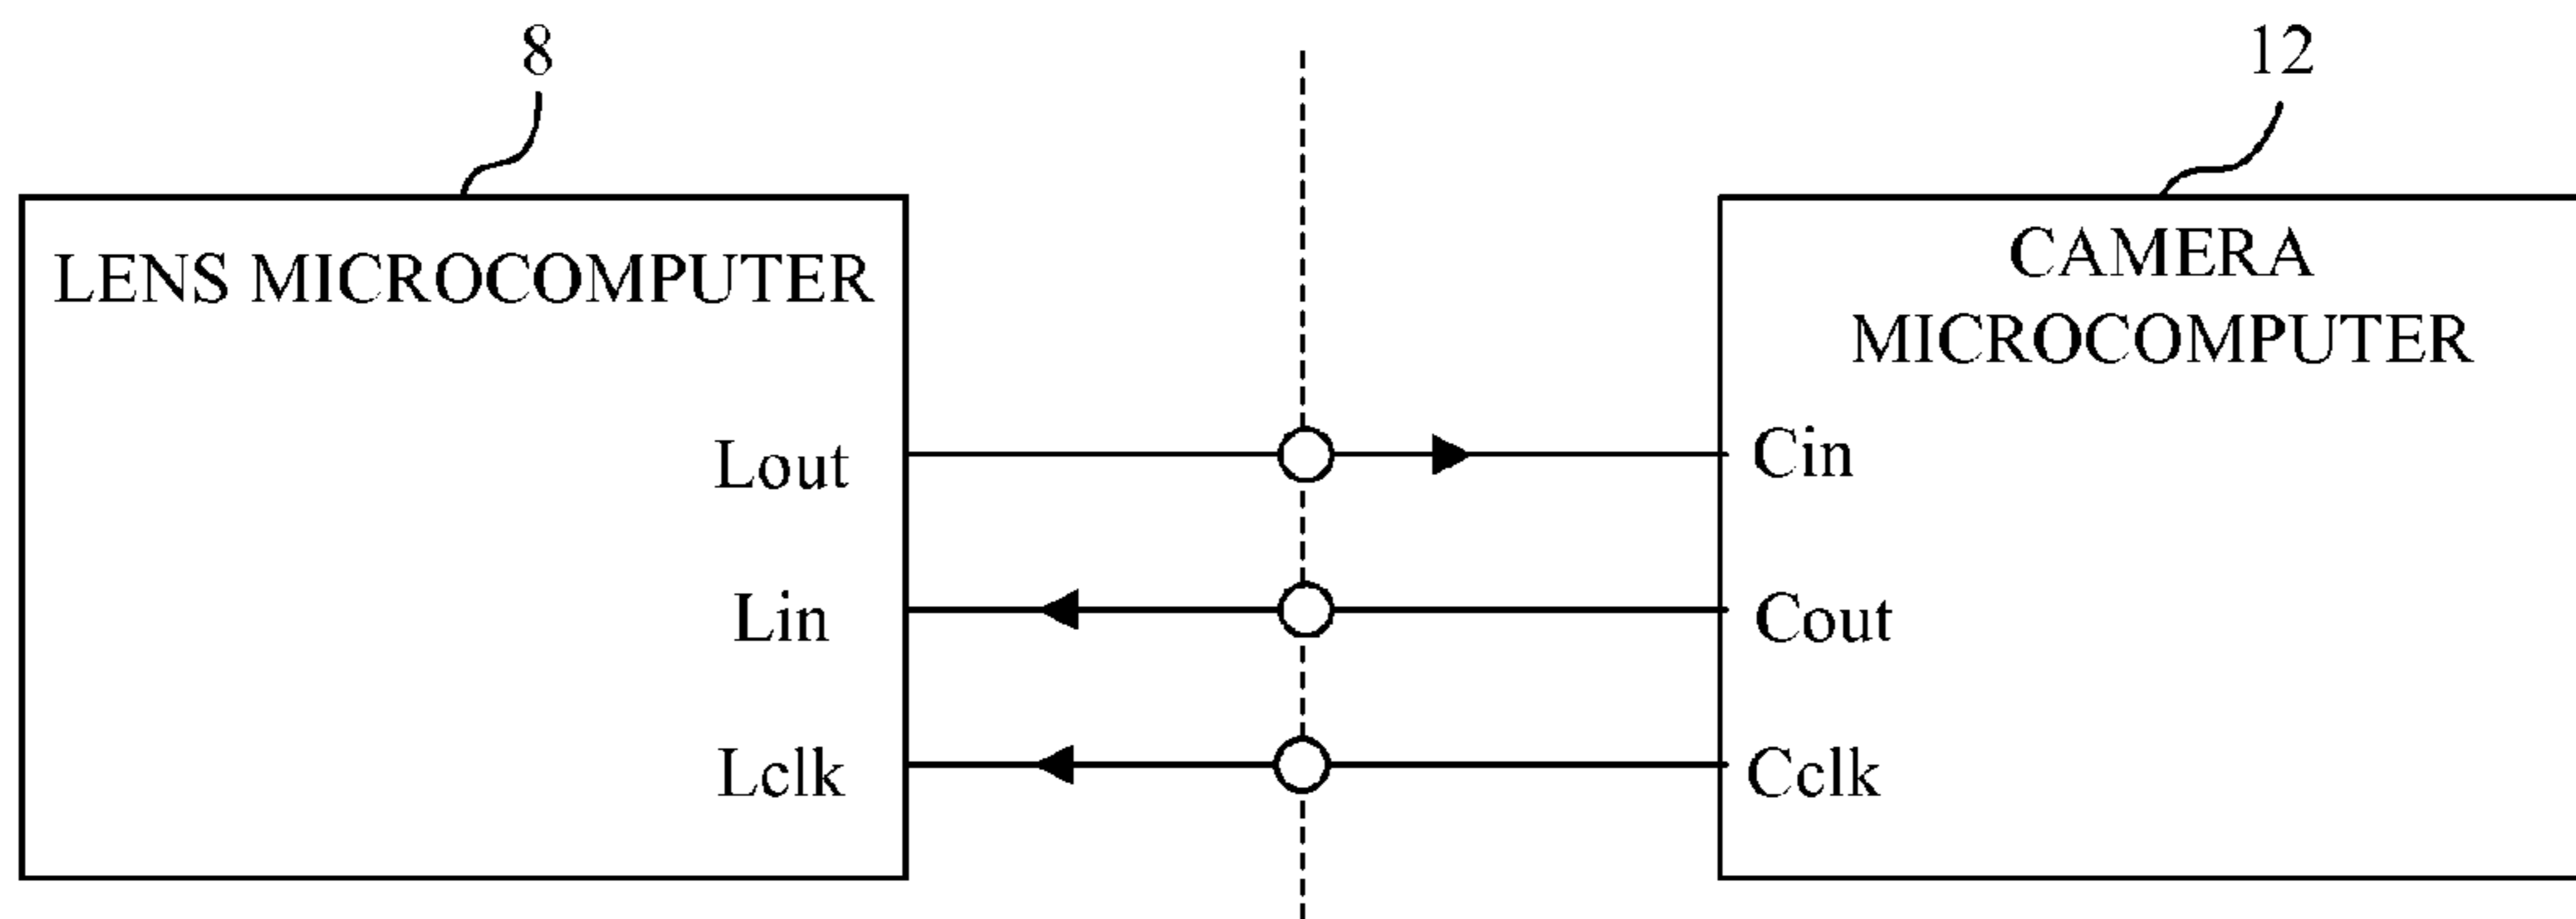 8
12
LENS MICROCOMPUTER
CAMERA
MICROCOMPUTER
Lout
Cin
Lin
Cout
Lclk
Cclk